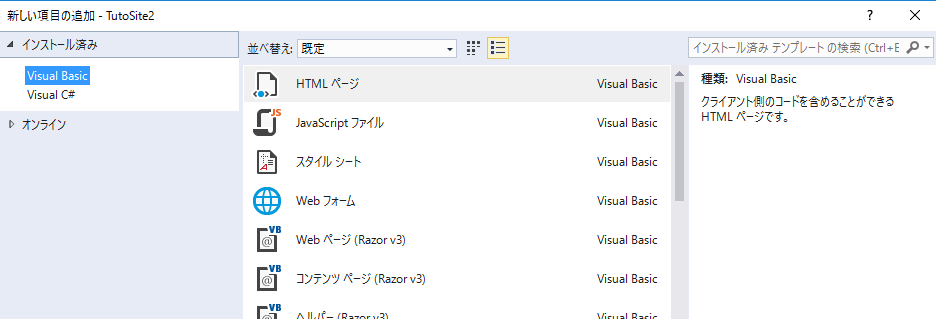 新しい項目の追加 - TutoSite2
? ×
インストール済み
Visual Basic
Visual C#
オンライン
並べ替え: 既定
インストール済み テンプレート の検索 (Ctrl+E
HTML ページ Visual Basic
JS
JavaScript ファイル Visual Basic
スタイル シート Visual Basic
Web フォーム Visual Basic
VB
@
Web ページ (Razor v3) Visual Basic
VB
@
コンテンツ ページ (Razor v3) Visual Basic
VB
@
ヘルパー (Razor v3) Visual Basic
種類: Visual Basic
クライアント側のコードを含めることができる
HTML ページです。